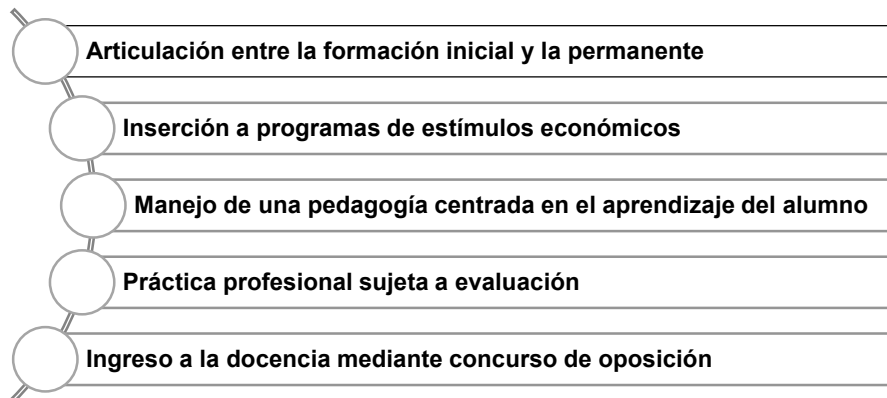 Articulación entre la formación inicial y la permanente
Inserción a programas de estímulos económicos
Manejo de una pedagogía centrada en el aprendizaje del alumno
Práctica profesional sujeta a evaluación
Ingreso a la docencia mediante concurso de oposición